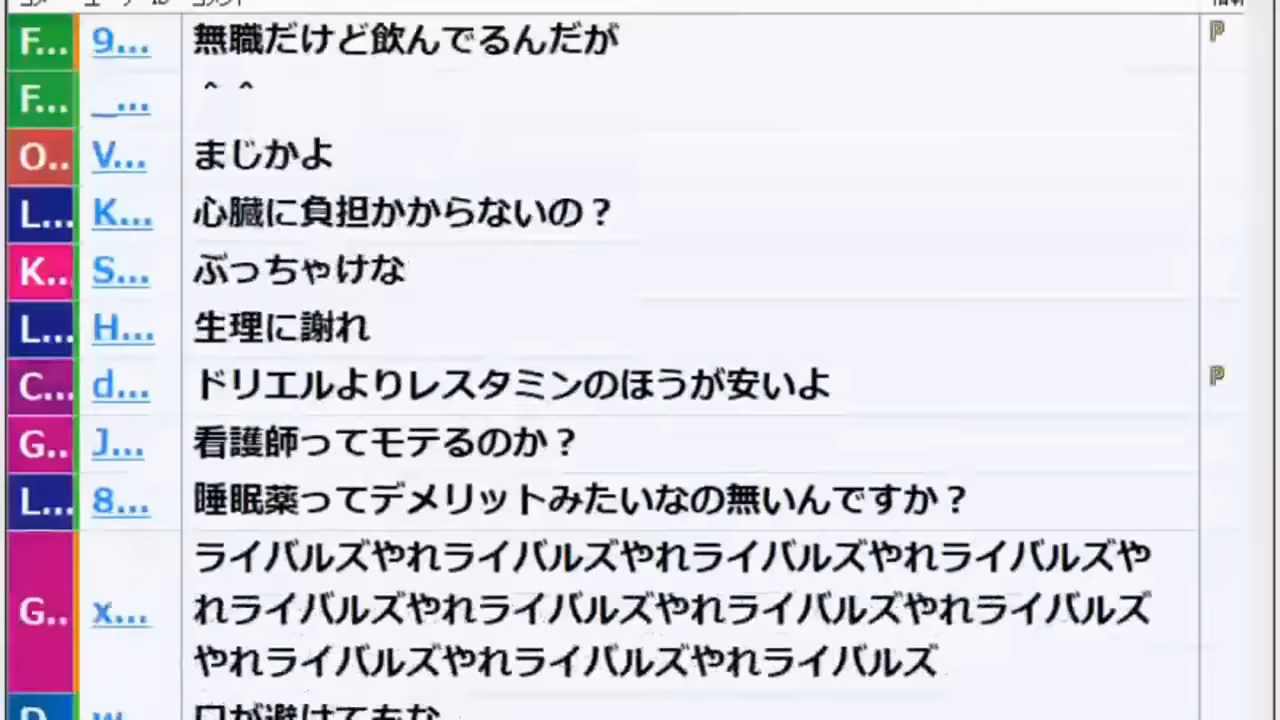 F... 9... 無職だけど飲んでるんだが P
F... _... ＾ ＾
O.. V... まじかよ
L... K... 心臓に負担かからないの？
K.. S... ぶっちゃけな
L... H... 生理に謝れ
C... d... ドリエルよりレスタミンのほうが安いよ P
G.. J... 看護師ってモテるのか？
L... 8... 睡眠薬ってデメリットみたいなの無いんですか？
ライバルズやれライバルズやれライバルズやれライバルズや
G.. x... れライバルズやれライバルズやれライバルズやれライバルズ
やれライバルズやれライバルズやれライバルズ
口が避けてもな